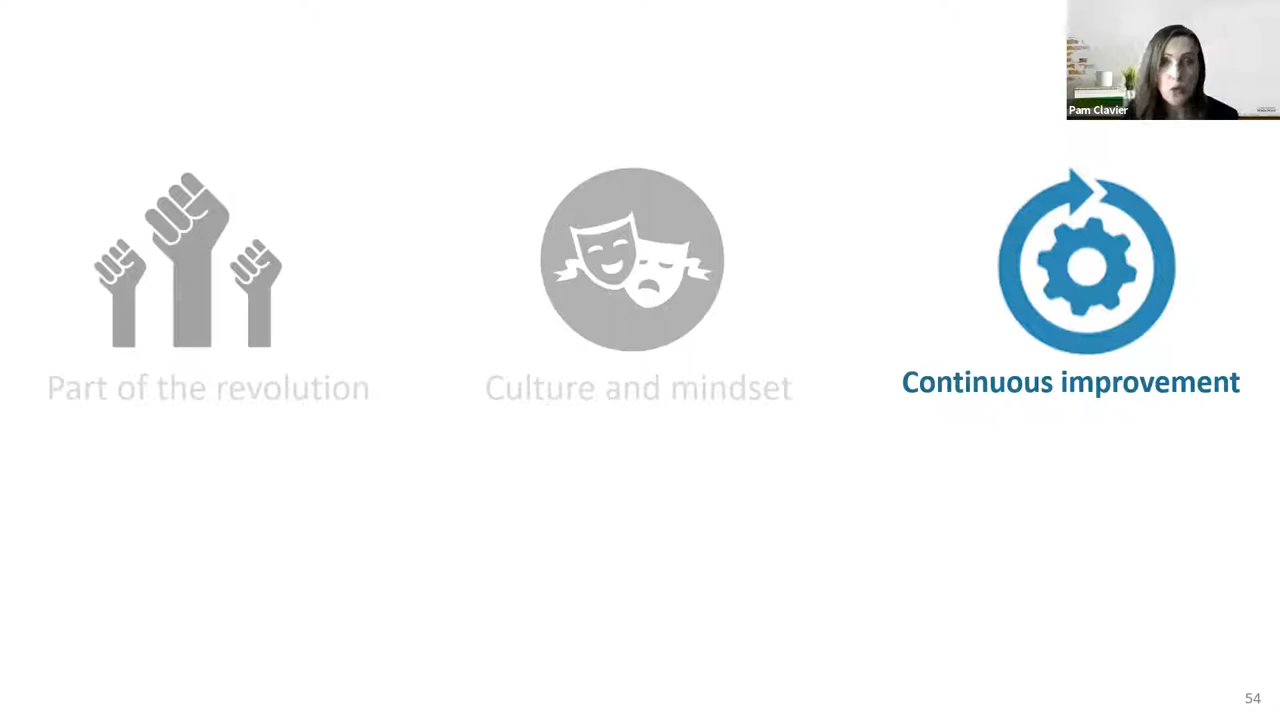 Pam Clavier
Part of the revolution
Culture and mindset
Continuous improvement
54